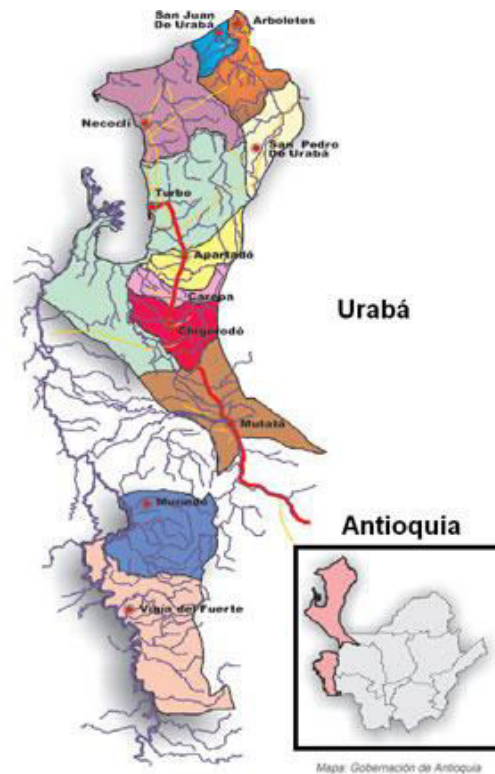 San Juan
De Urabá
Arboletes
Necoclí
San Pedro
De Urabá
Turbo
Apartadó
Carepa
Chigorodó
Urabá
Mutatá
Murindó
Antioquia
Vigía del Fuerte
Mapa: Gobernación de Antioquia